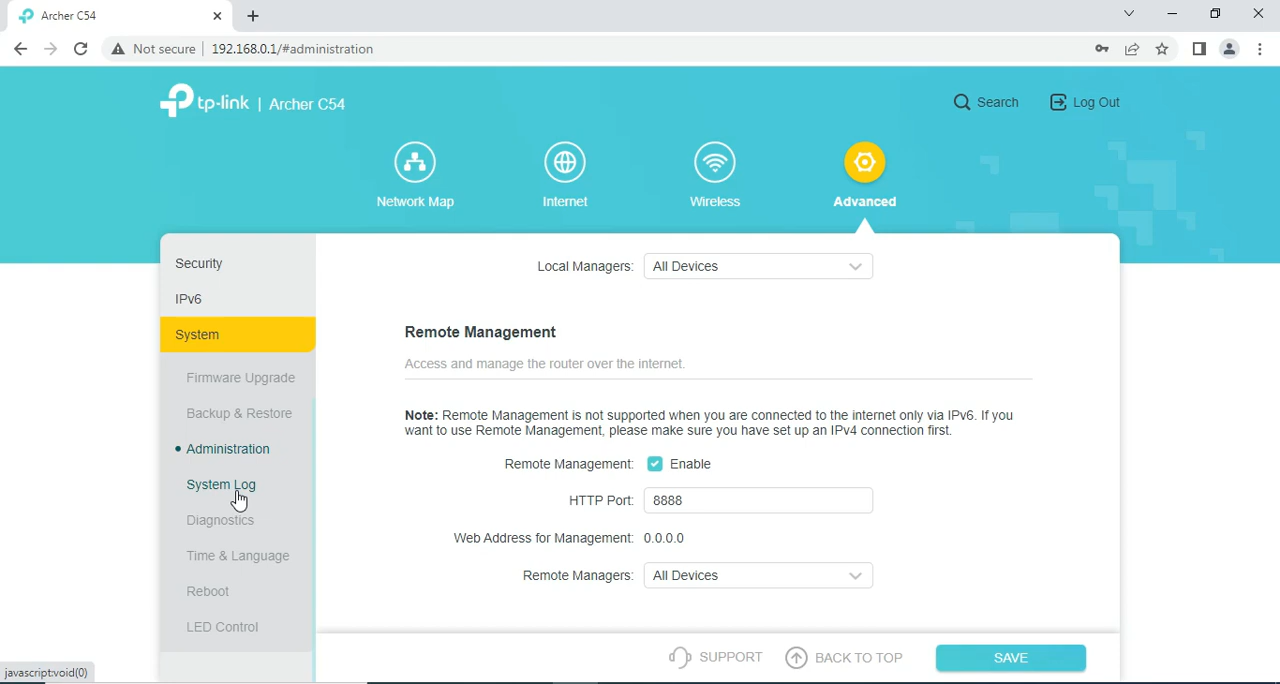 Archer C54
Not secure 192.168.0.1/#administration
tp-link | Archer C54
Search
Log Out
Network Map
Internet
Wireless
Advanced
Security
IPv6
System
Firmware Upgrade
Backup & Restore
Administration
System Log
Diagnostics
Time & Language
Reboot
LED Control
Local Managers: All Devices
Remote Management
Access and manage the router over the internet.
Note: Remote Management is not supported when you are connected to the internet only via IPv6. If you
want to use Remote Management, please make sure you have set up an IPv4 connection first.
Remote Management: Enable
HTTP Port: 8888
Web Address for Management: 0.0.0.0
Remote Managers: All Devices
SUPPORT
BACK TO TOP
SAVE
javascript:void(0)